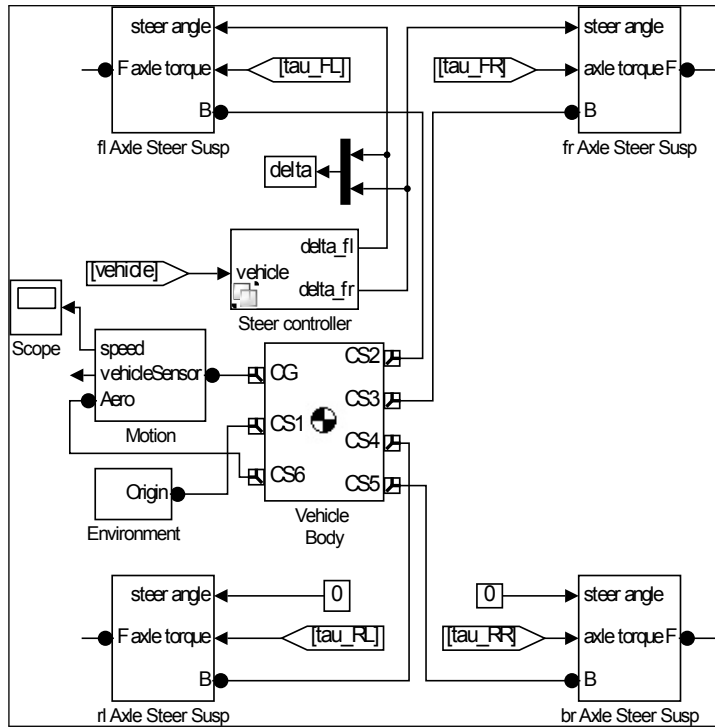 steer angle
steer angle
F axle torque
[tau_FL]
[tau_FR]
axle torque F
B
B
fl Axle Steer Susp
fr Axle Steer Susp
delta
delta_fl
[vehicle]
vehicle
delta_fr
Steer controller
Scope
speed
vehicleSensor
Aero
Motion
CG
CS1
CS6
CS2
CS3
CS4
CS5
Origin
Environment
Vehicle
Body
steer angle
0
0
steer angle
F axle torque
[tau_RL]
[tau_RR]
axle torque F
B
B
rl Axle Steer Susp
br Axle Steer Susp